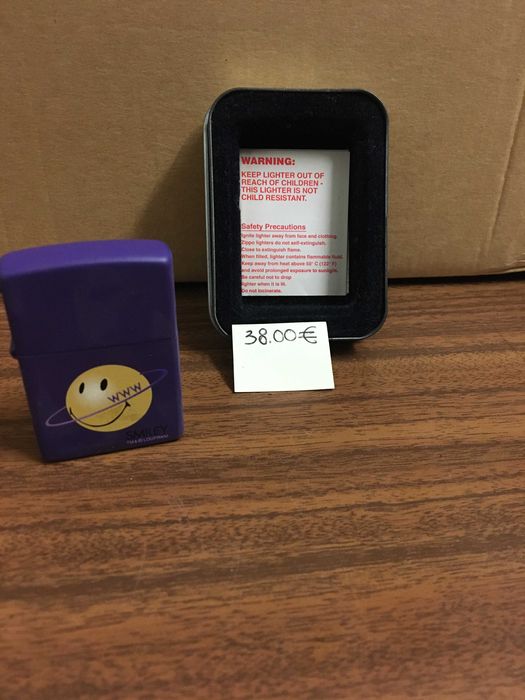 WARNING:
KEEP LIGHTER OUT OF
REACH OF CHILDREN -
THIS LIGHTER IS NOT
CHILD RESISTANT.
Safety Precautions
Ignite lighter away from face and clothing.
Zippo lighters do not self-extinguish.
Close to extinguish flame.
When filled, lighter contains flammable fluid.
Keep away from heat above 50° C (122° F)
and avoid prolonged exposure to sunlight.
Be careful not to drop
lighter when it is lit.
Do not incinerate.
38.00€
WWW
SMILEY